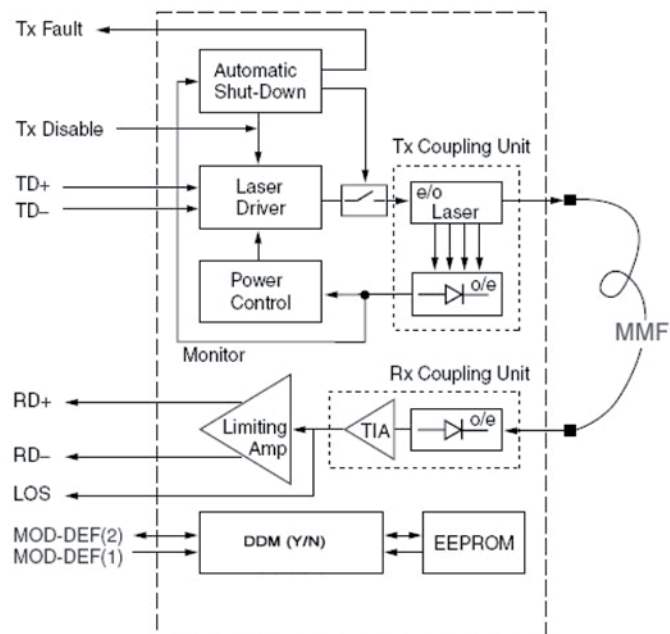 Tx Fault
Automatic
Shut-Down
Tx Disable
Tx Coupling Unit
TD+
TD–
Laser
Driver
e/o
Laser
Power
Control
o/e
Monitor
MMF
Rx Coupling Unit
RD+
Limiting
Amp
TIA
o/e
RD–
LOS
MOD-DEF(2)
MOD-DEF(1)
DDM (Y/N)
EEPROM